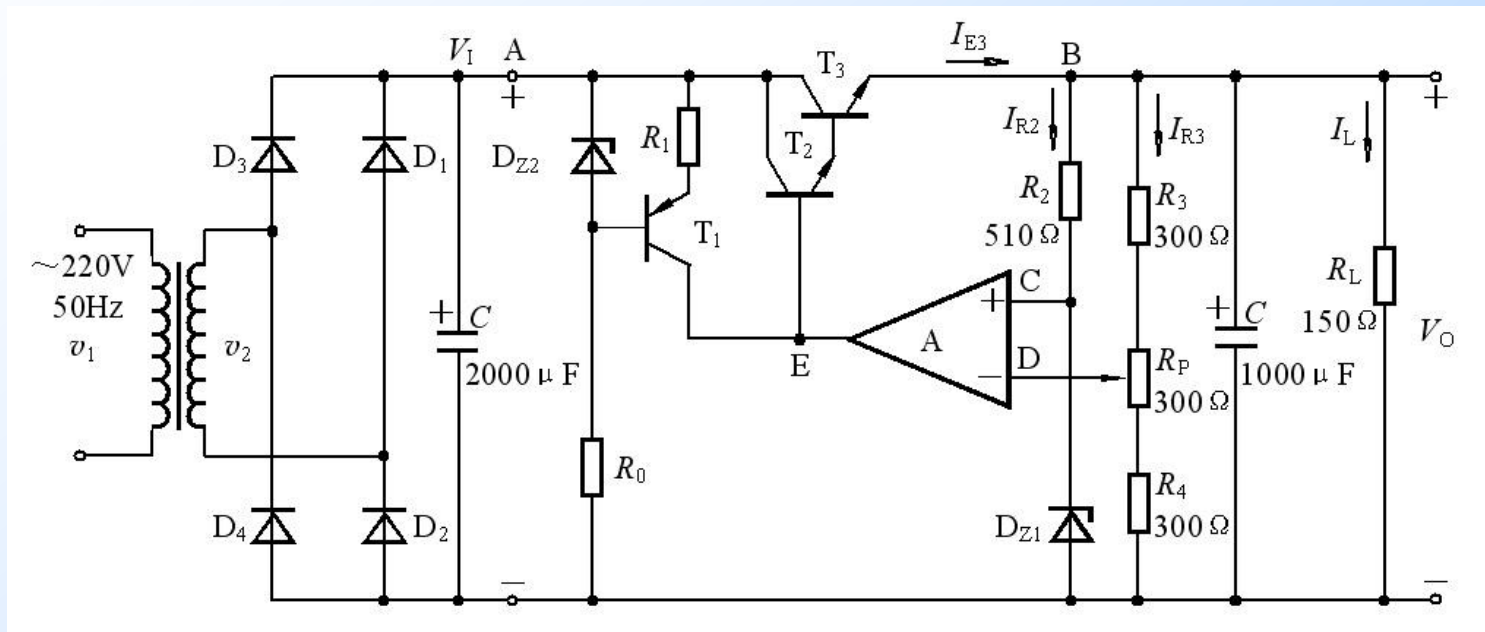 V_I A
+
T_3
I_E3
B
D_3
D_1
D_Z2
R_1
T_2
I_R2
I_R3
I_L
+
T_1
R_2
510 Ω
R_3
300 Ω
～220V
50Hz
v_1
v_2
+
C
2000 μF
R_0
E
A
+
−
C
D
R_P
300 Ω
+
C
1000 μF
R_L
150 Ω
V_O
D_4
D_2
D_Z1
R_4
300 Ω
−
−